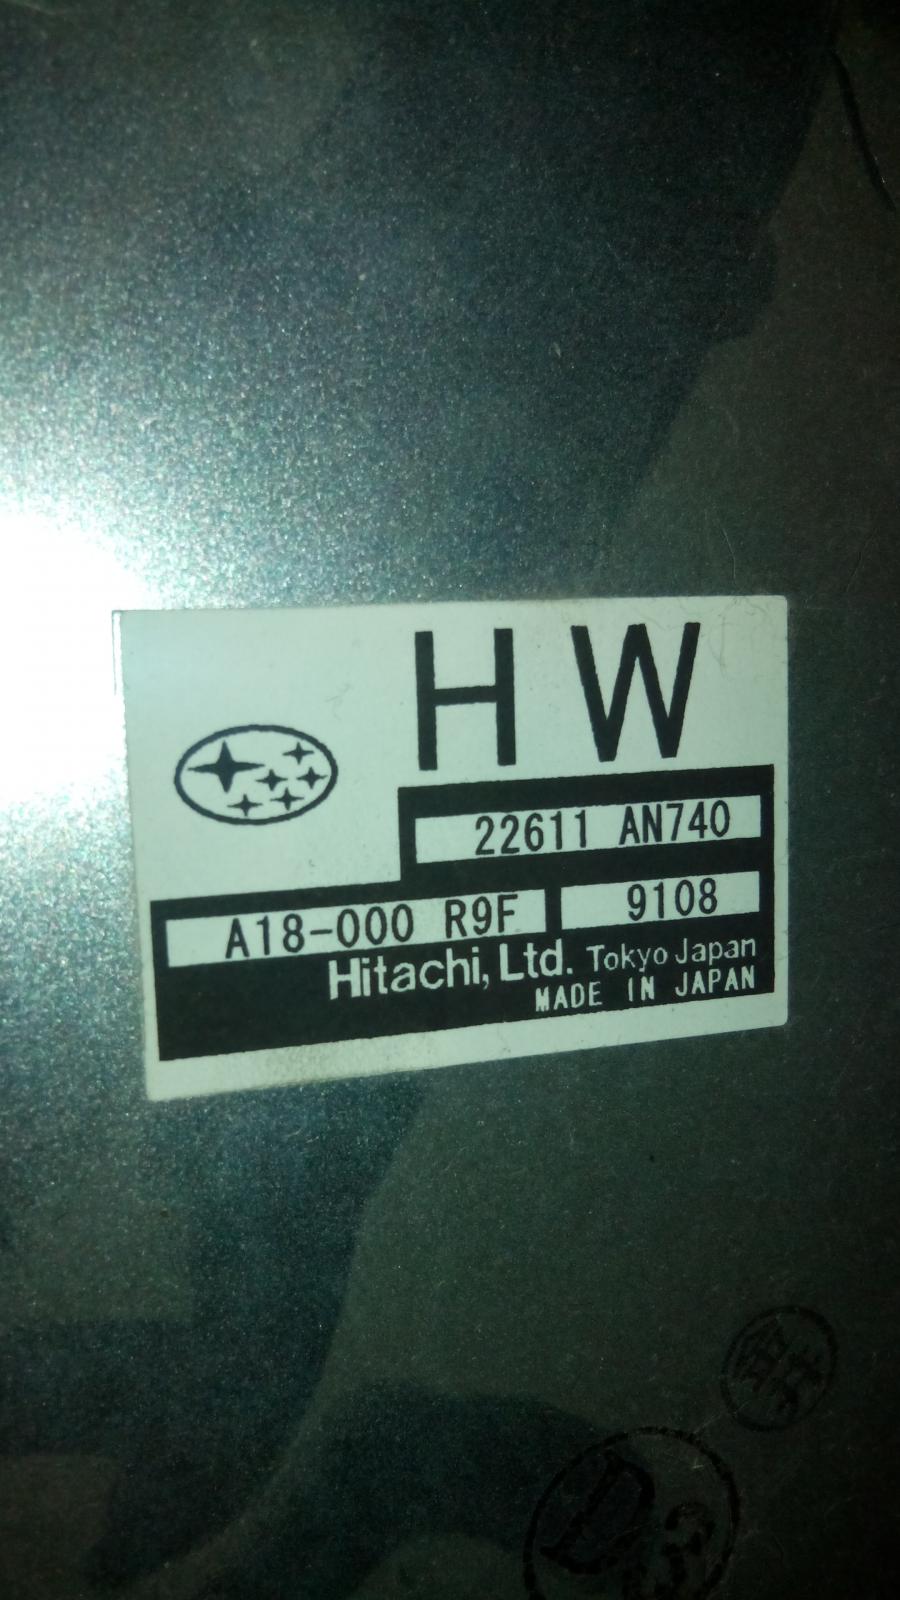 HW
22611 AN740
A18-000 R9F 9108
Hitachi, Ltd. Tokyo Japan
MADE IN JAPAN